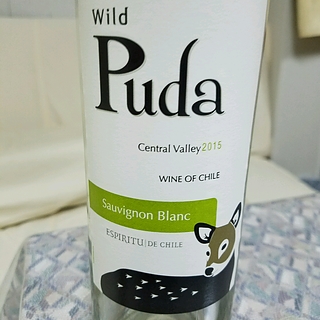 Wild
Puda
Central Valley 2015
WINE OF CHILE
Sauvignon Blanc
ESPIRITU DE CHILE